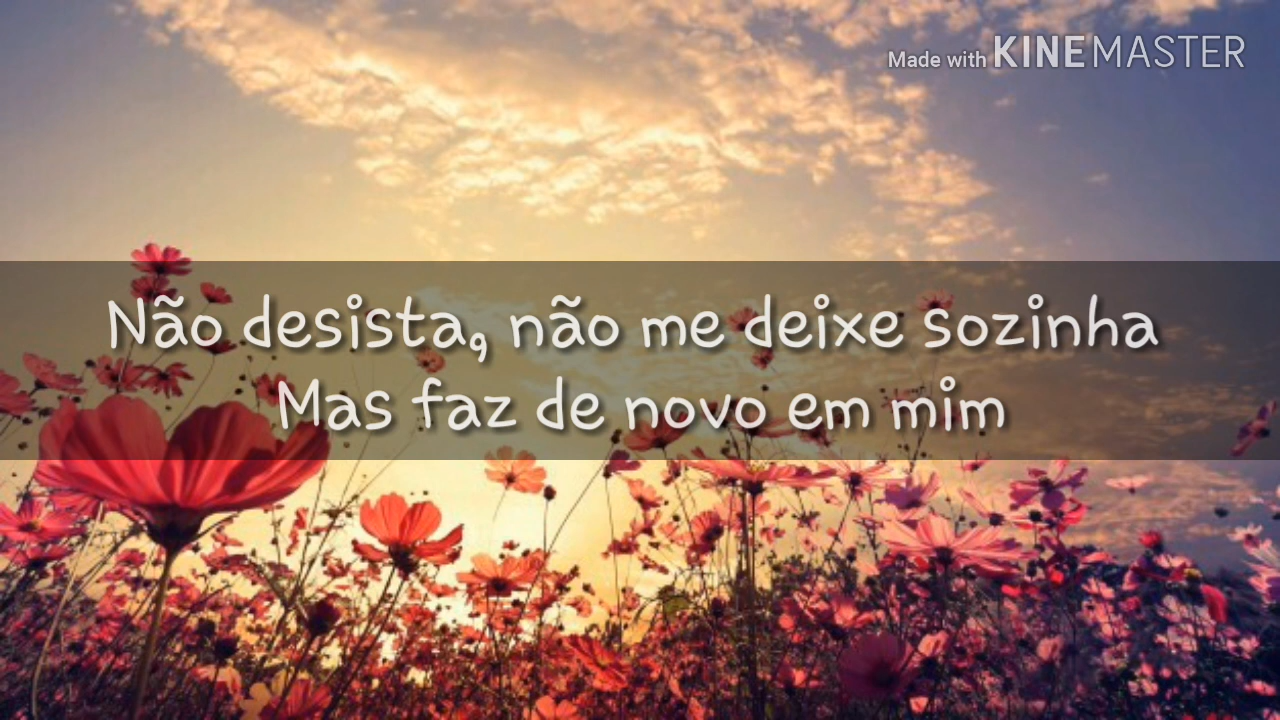 Made with KINEMASTER
Não desista, não me deixe sozinha
Mas faz de novo em mim